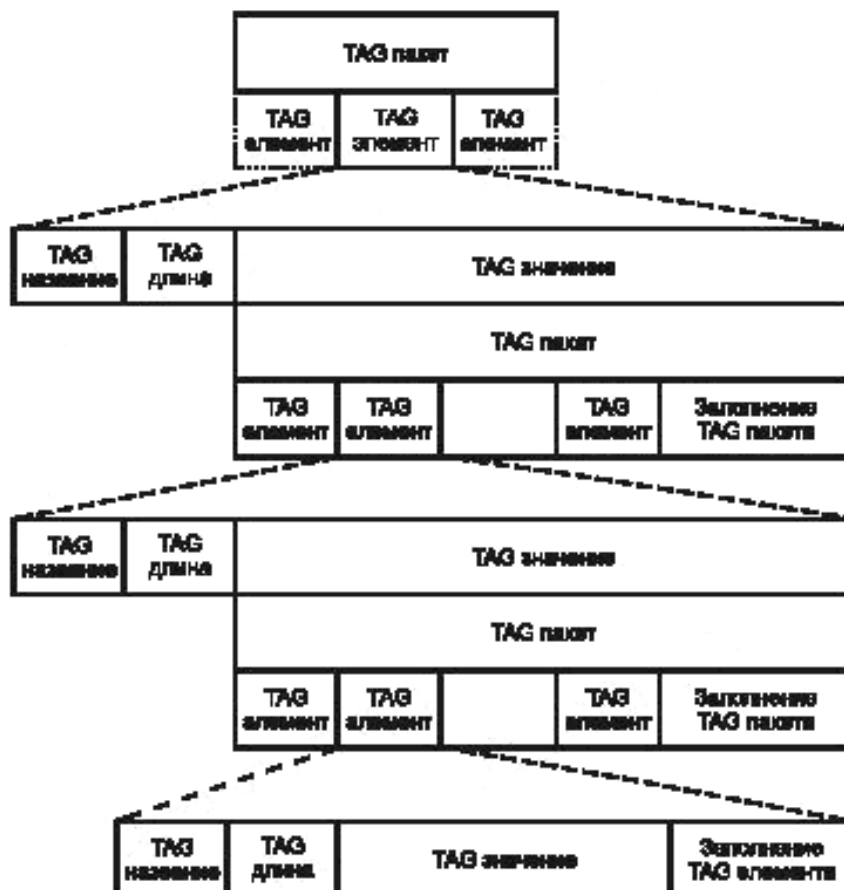 TAG пакет
TAG
элемент
TAG
элемент
TAG
элемент
TAG
название
TAG
длина
TAG значение
TAG пакет
TAG
элемент
TAG
элемент
TAG
элемент
Заполнение
TAG пакета
TAG
название
TAG
длина
TAG значение
TAG пакет
TAG
элемент
TAG
элемент
TAG
элемент
Заполнение
TAG пакета
TAG
название
TAG
длина
TAG значение
Заполнение
TAG элемента